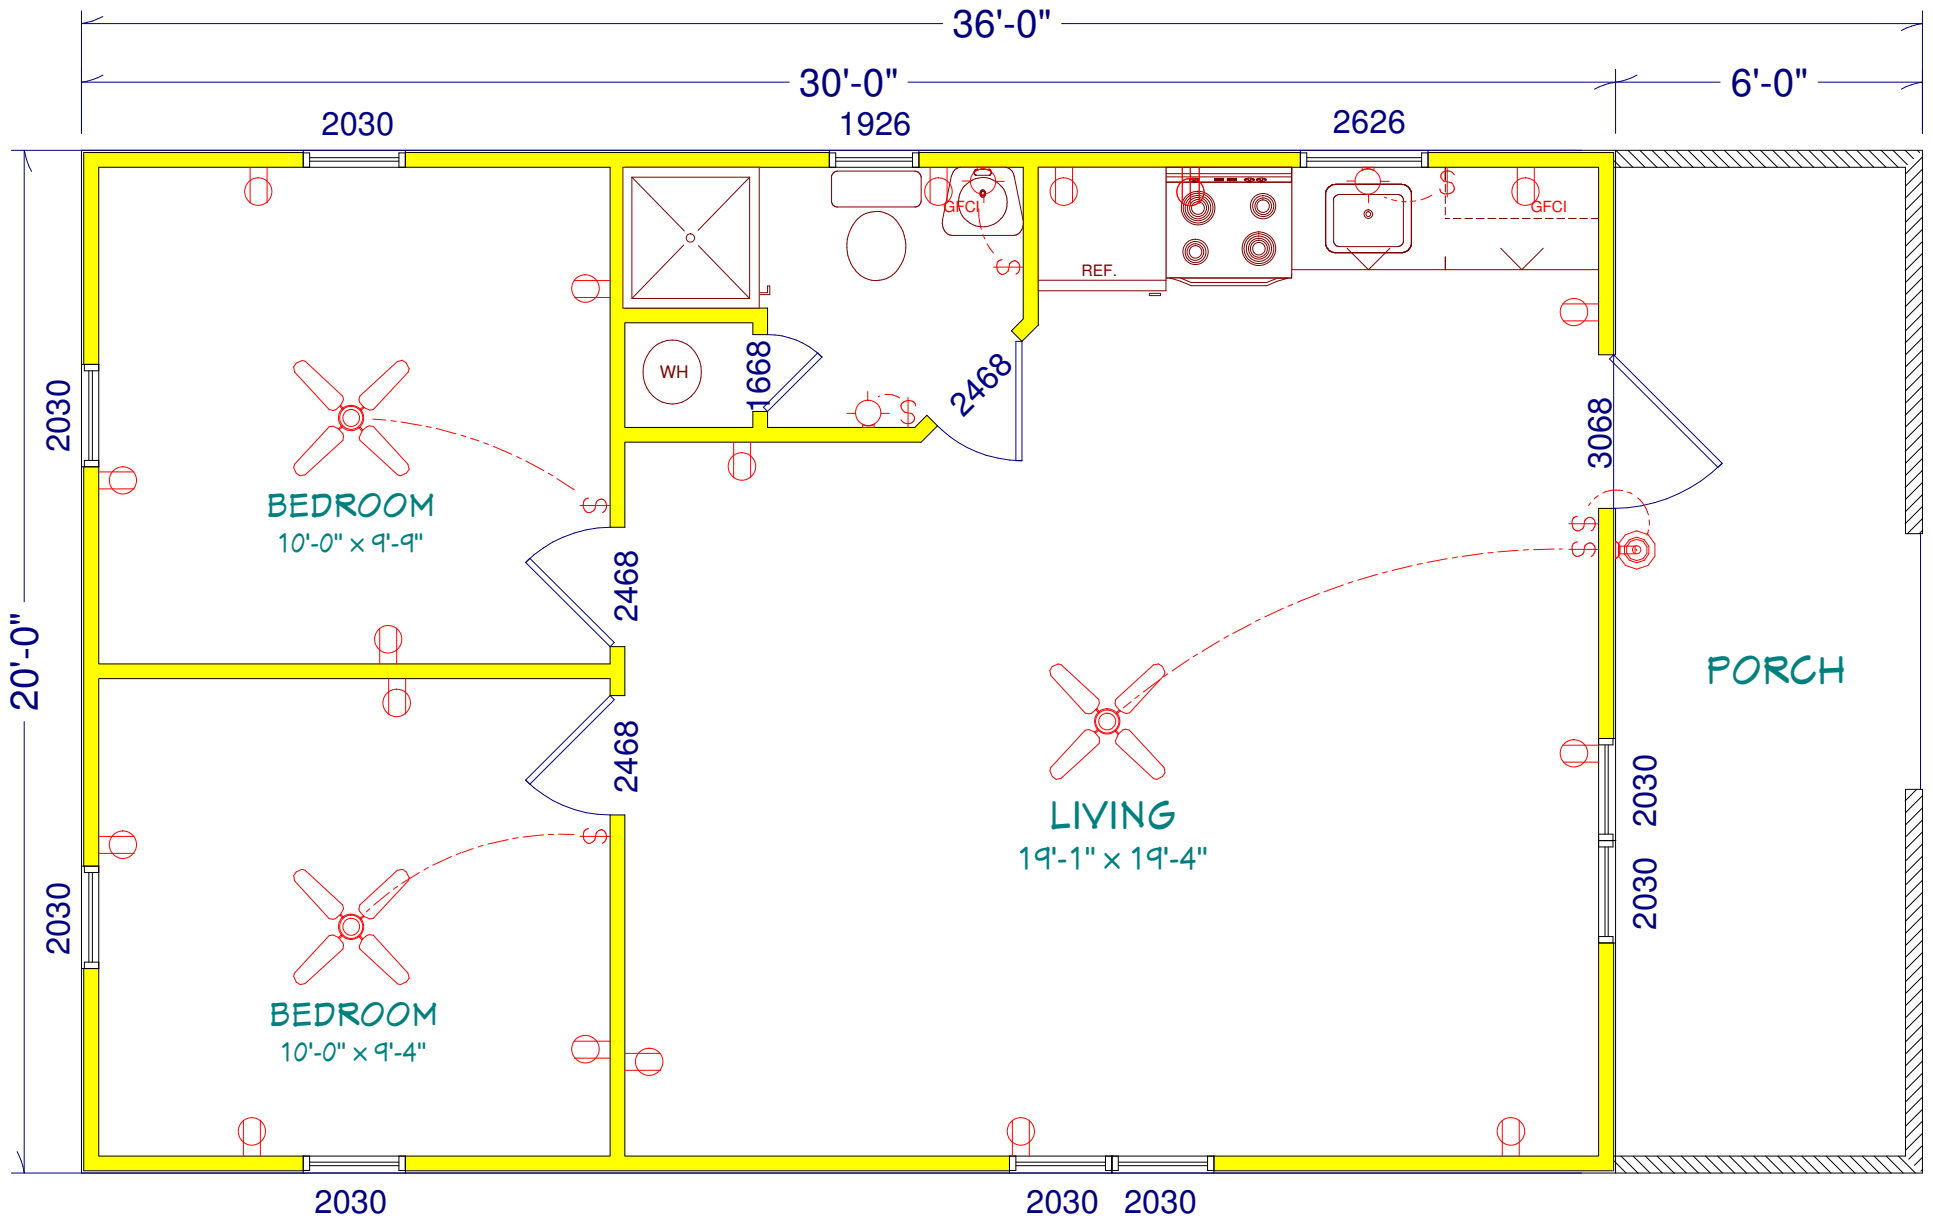 36'-0"
30'-0"
6'-0"
2030
1926
2626
GFCI
GFCI
REF.
WH
1668
2468
2030
3068
BEDROOM
10'-0" x 9'-9"
S
S
S
S
S
S
S
2468
20'-0"
PORCH
2468
2030
S
LIVING
19'-1" x 19'-4"
2030
2030
BEDROOM
10'-0" x 9'-4"
2030
2030 2030